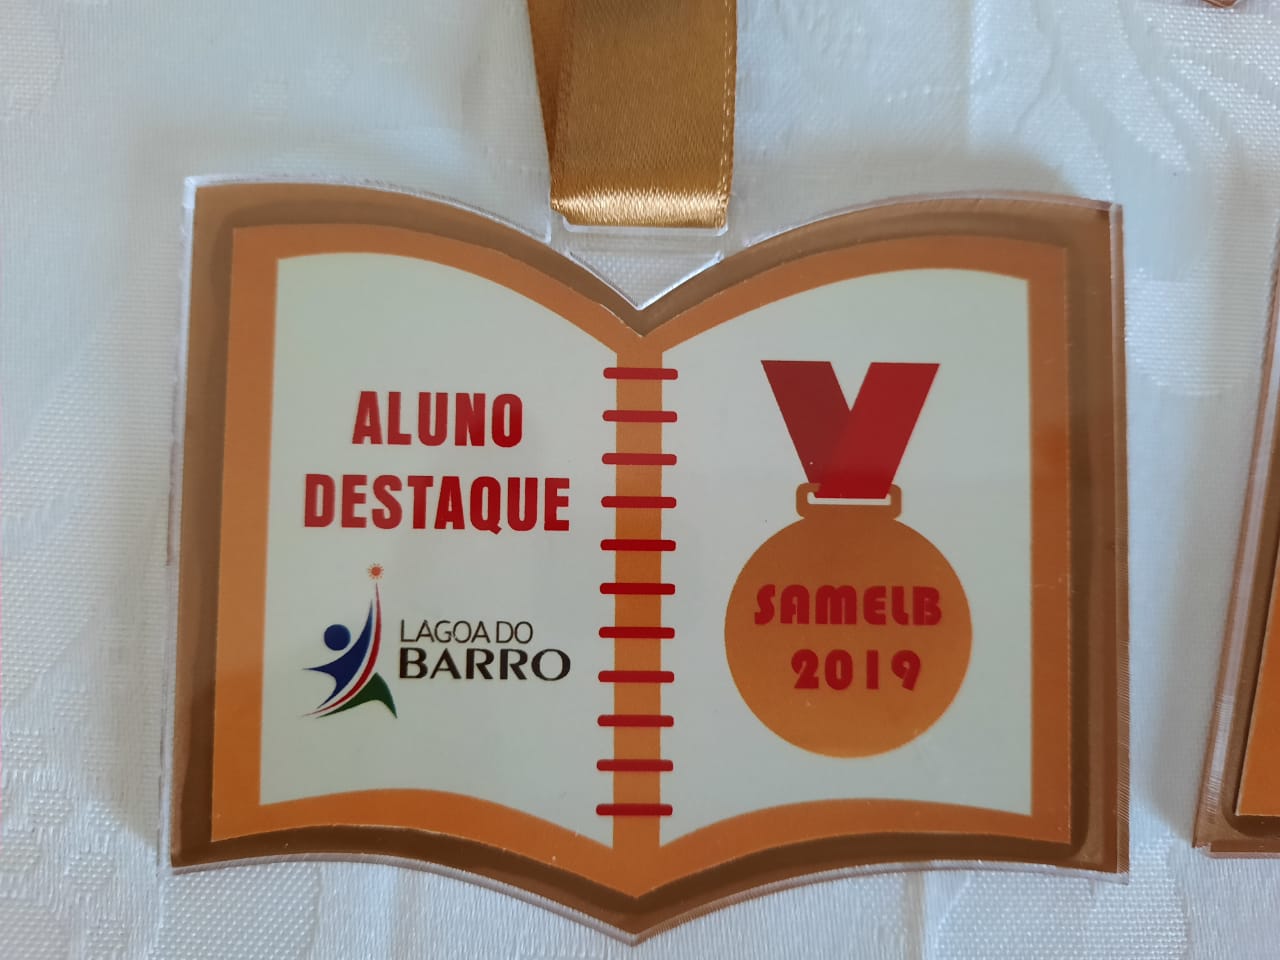 ALUNO
DESTAQUE
LAGOA DO
BARRO
SAMELB
2019